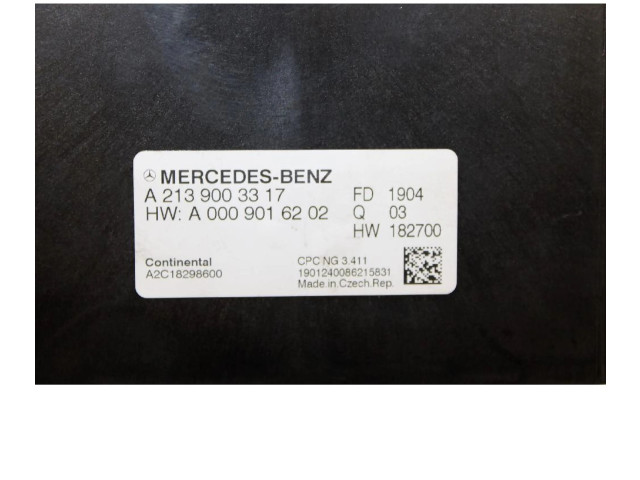 MERCEDES-BENZ
A 213 900 33 17 FD 1904
HW: A 000 901 62 02 Q 03
HW 182700
Continental CPC NG 3.411
A2C18298600 1901240086215831
Made in Czech.Rep.